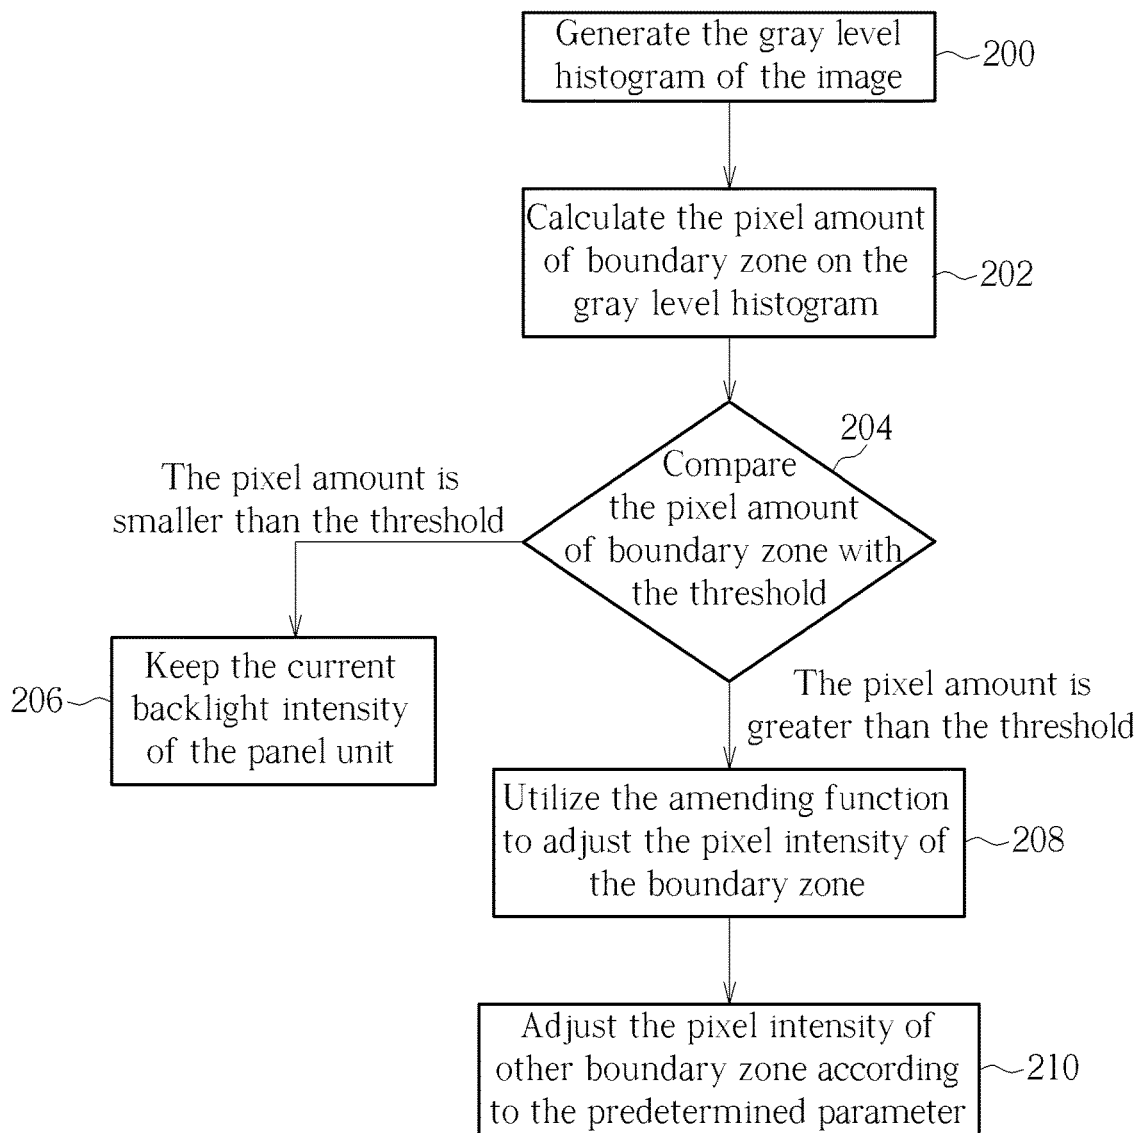 Generate the gray level
histogram of the image
200
Calculate the pixel amount
of boundary zone on the
gray level histogram
202
204
Compare
the pixel amount
of boundary zone with
the threshold
The pixel amount is
smaller than the threshold
206
Keep the current
backlight intensity
of the panel unit
The pixel amount is
greater than the threshold
Utilize the amending function
to adjust the pixel intensity of
the boundary zone
208
Adjust the pixel intensity of
other boundary zone according
to the predetermined parameter
210